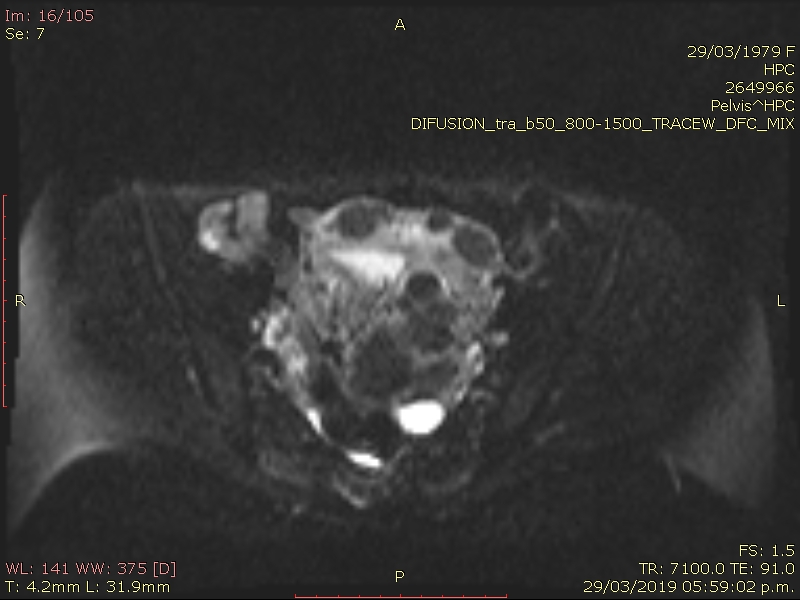 Im: 16/105
Se: 7
A
29/03/1979 F
HPC
2649966
Pelvis^HPC
DIFUSION_tra_b50_800-1500_TRACEW_DFC_MIX
R
L
WL: 141 WW: 375 [D]
T: 4.2mm L: 31.9mm
P
FS: 1.5
TR: 7100.0 TE: 91.0
29/03/2019 05:59:02 p.m.